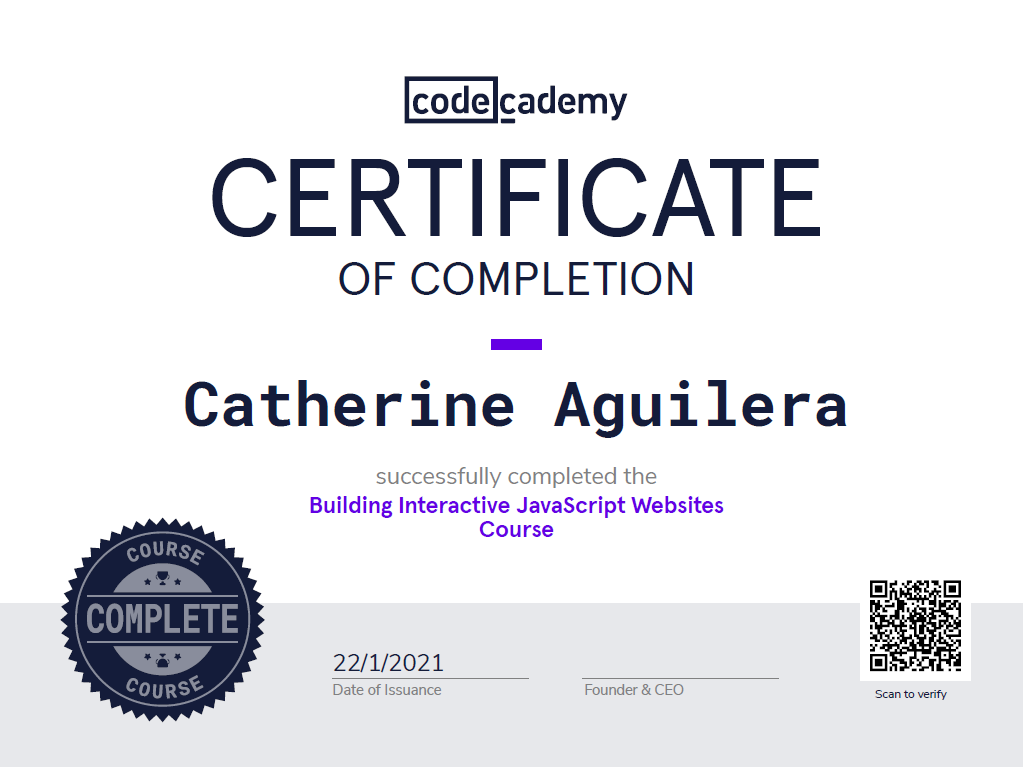 codecademy
CERTIFICATE
OF COMPLETION
Catherine Aguilera
successfully completed the
Building Interactive JavaScript Websites
Course
COURSE
COMPLETE
COURSE
22/1/2021
Date of Issuance
Founder & CEO
Scan to verify